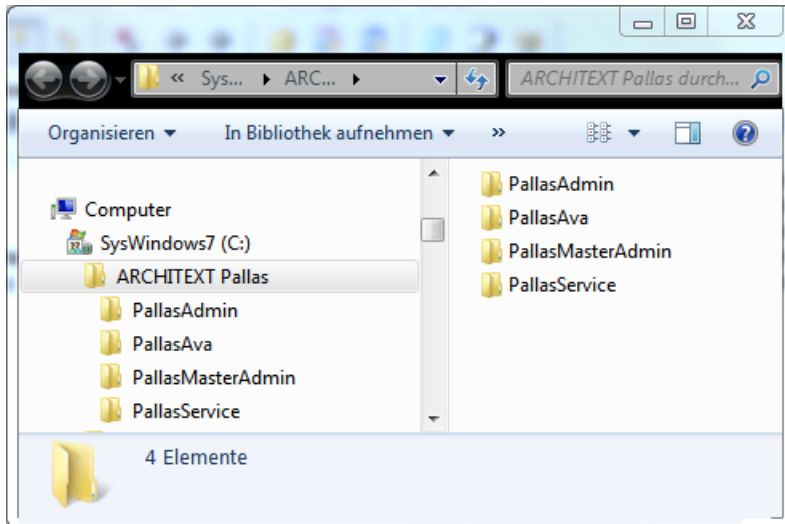 « Sys... ARC...
ARCHITEXT Pallas durch...
Organisieren In Bibliothek aufnehmen »
Computer
SysWindows7 (C:)
ARCHITEXT Pallas
PallasAdmin
PallasAva
PallasMasterAdmin
PallasService
PallasAdmin
PallasAva
PallasMasterAdmin
PallasService
4 Elemente